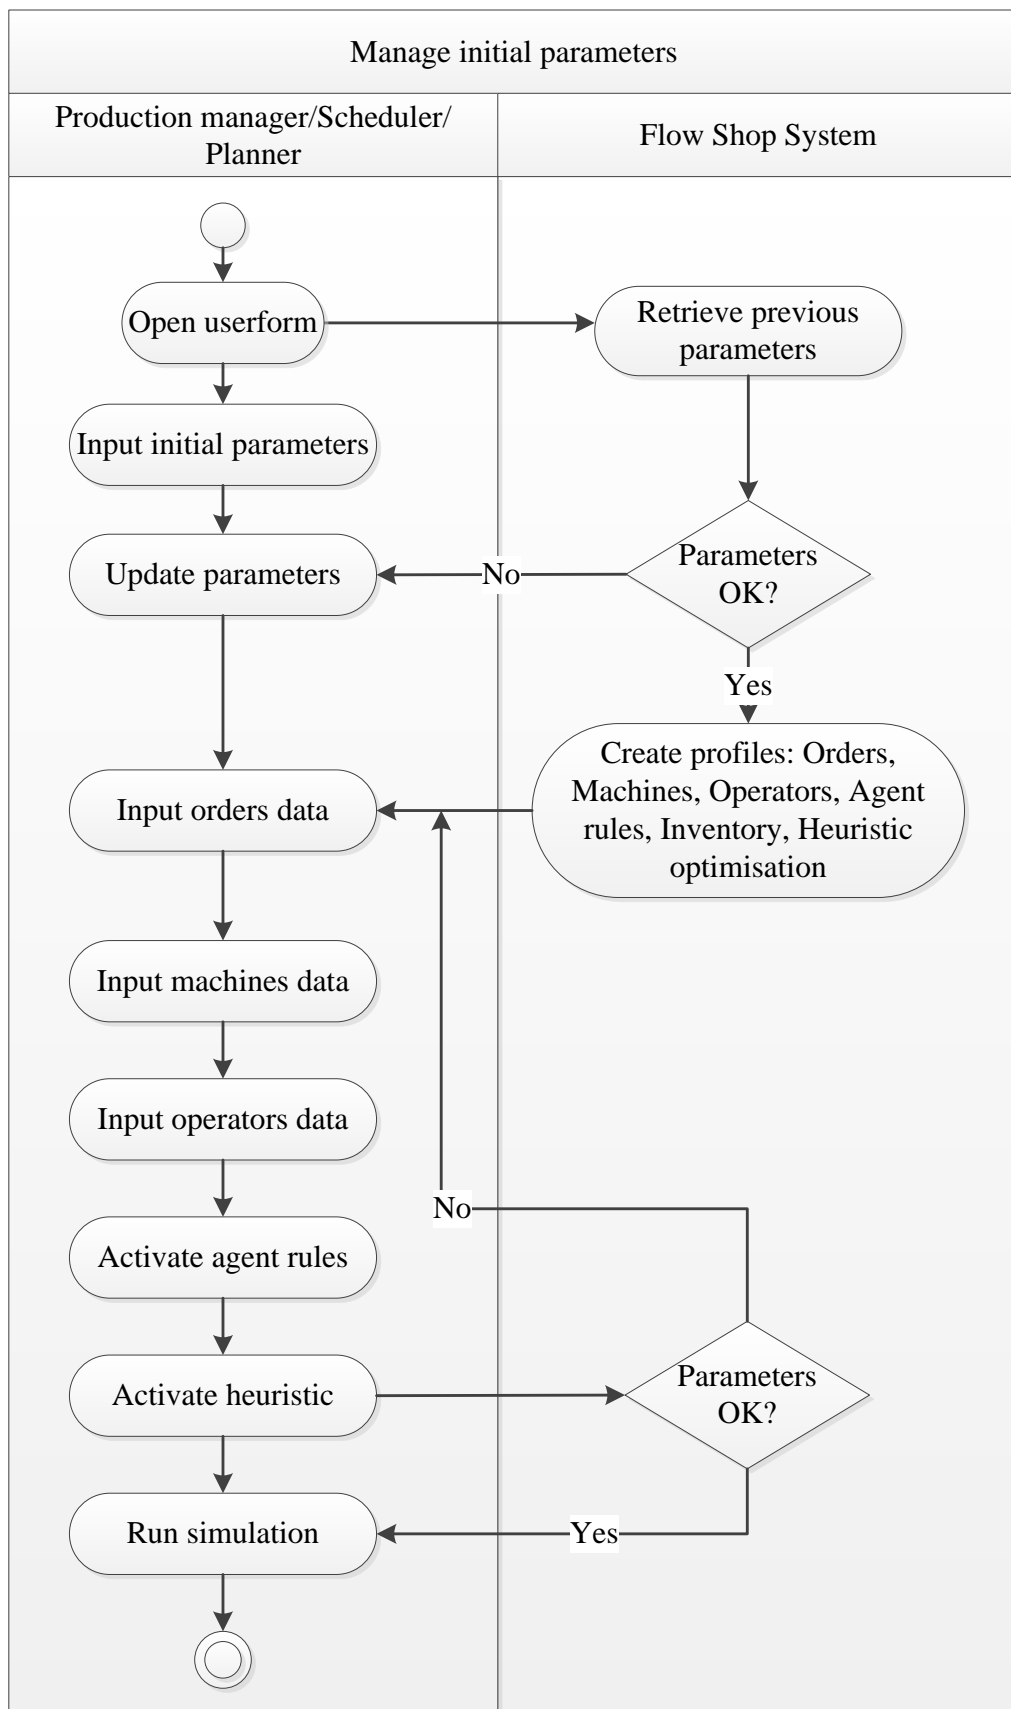 Manage initial parameters
Production manager/Scheduler/
Planner
Flow Shop System
Open userform
Retrieve previous
parameters
Input initial parameters
Update parameters
No
Parameters
OK?
Yes
Input orders data
Create profiles: Orders,
Machines, Operators, Agent
rules, Inventory, Heuristic
optimisation
Input machines data
Input operators data
No
Activate agent rules
Activate heuristic
Parameters
OK?
Run simulation
Yes